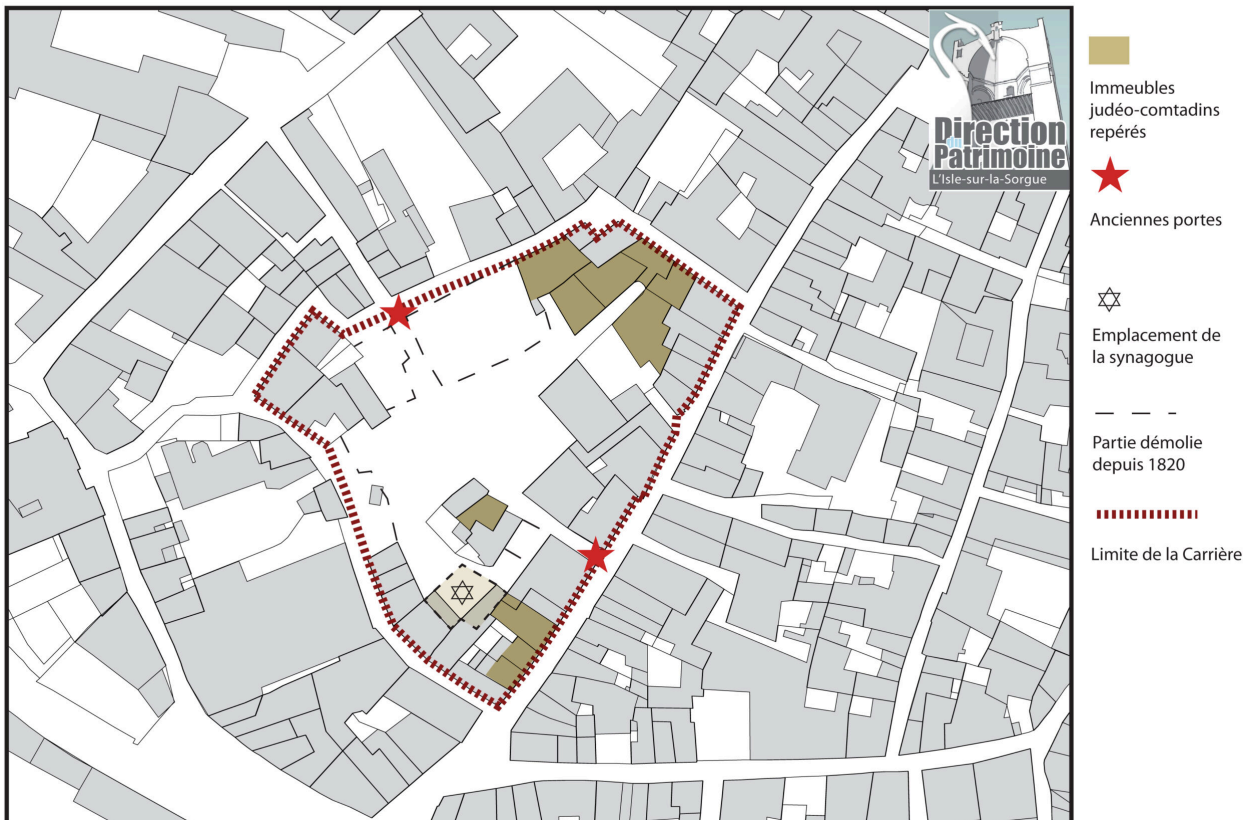 Direction
du
Patrimoine
L'Isle-sur-la-Sorgue
Immeubles
judéo-comtadins
repérés
Anciennes portes
Emplacement de
la synagogue
Partie démolie
depuis 1820
Limite de la Carrière